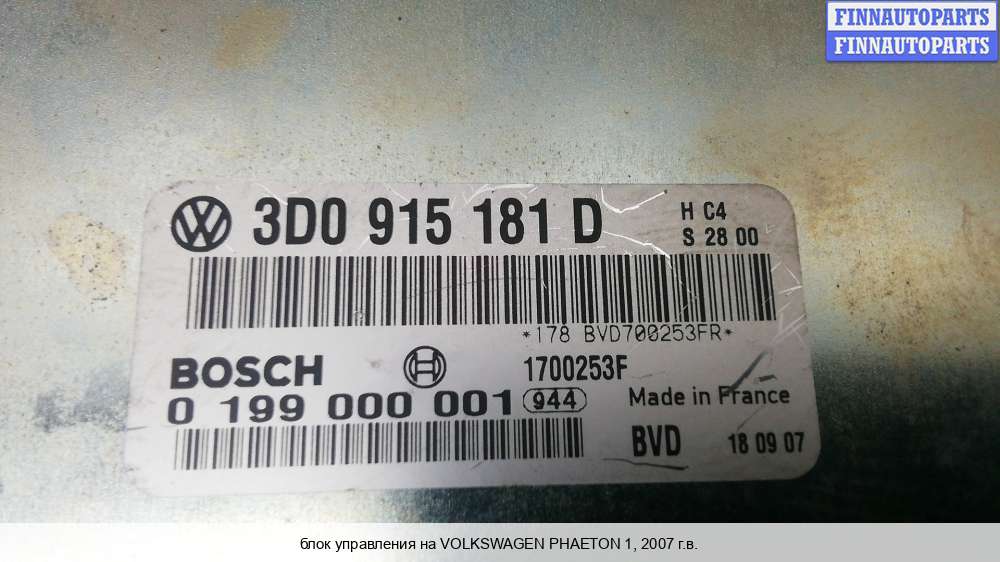 FINNAUTOPARTS
FINNAUTOPARTS
3D0 915 181 D
H C4
S 28 00
*178 BVD700253FR*
BOSCH
1700253F
0 199 000 001 944
Made in France
BVD
18 09 07
блок управления на VOLKSWAGEN PHAETON 1, 2007 г.в.